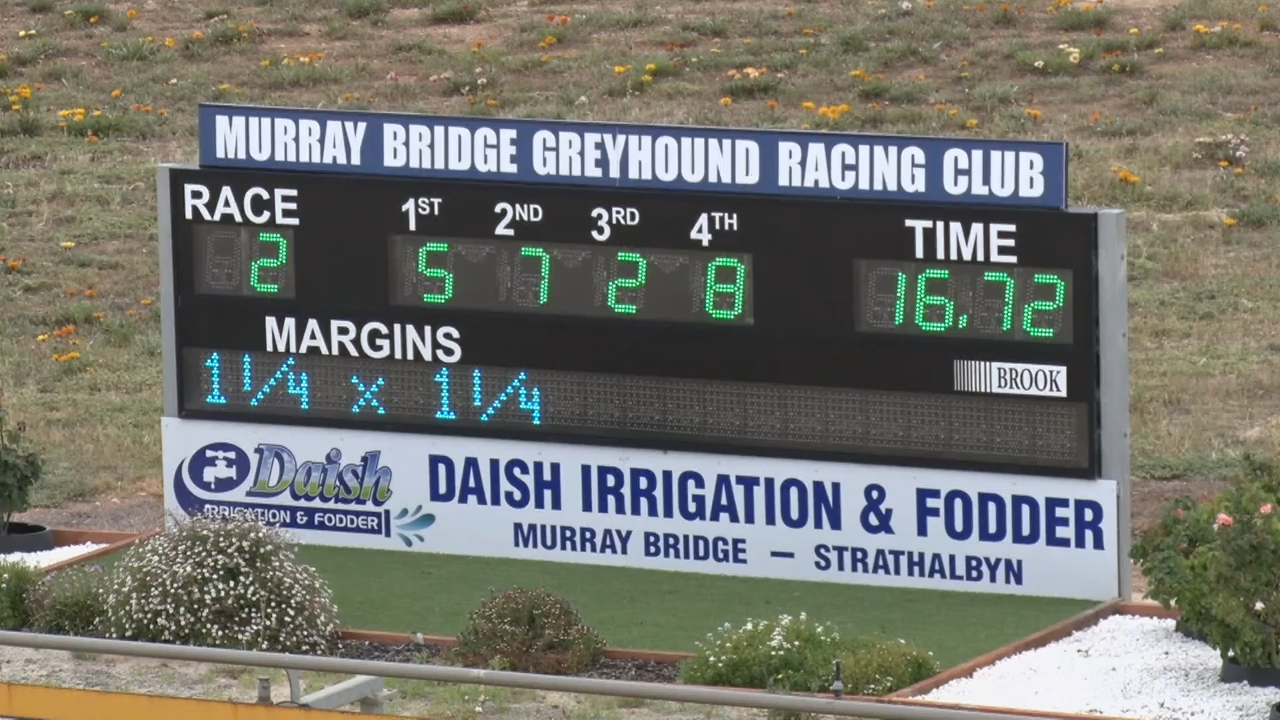 MURRAY BRIDGE GREYHOUND RACING CLUB
RACE 1ST 2ND 3RD 4TH TIME
2 5 7 2 8 16.72
MARGINS
1 1/4 x 1 1/4
BROOK
Daish
IRRIGATION & FODDER
DAISH IRRIGATION & FODDER
MURRAY BRIDGE — STRATHALBYN